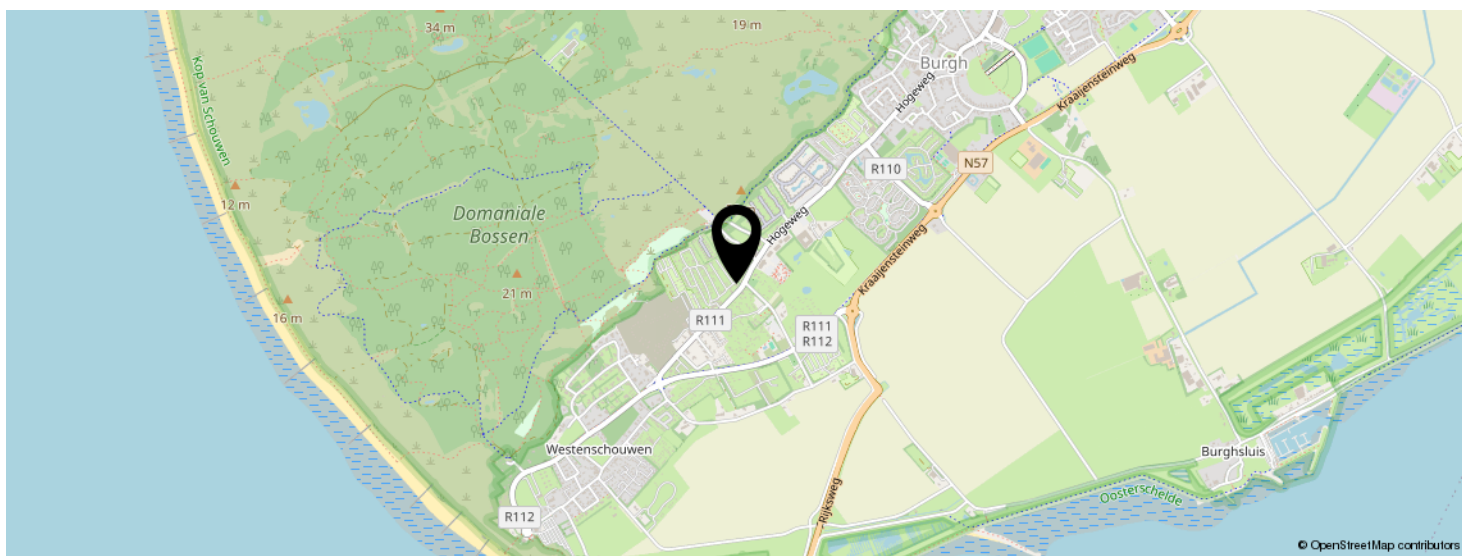 34 m
19 m
Kop van Schouwen
Burgh
Hogeweg
Kraaijensteinweg
R110
N57
12 m
Domaniale
Bossen
Hogeweg
Kraaijensteinweg
21 m
16 m
R111
R111
R112
Westenschouwen
Burghsluis
Oosterschelde
Rijksweg
R112
© OpenStreetMap contributors